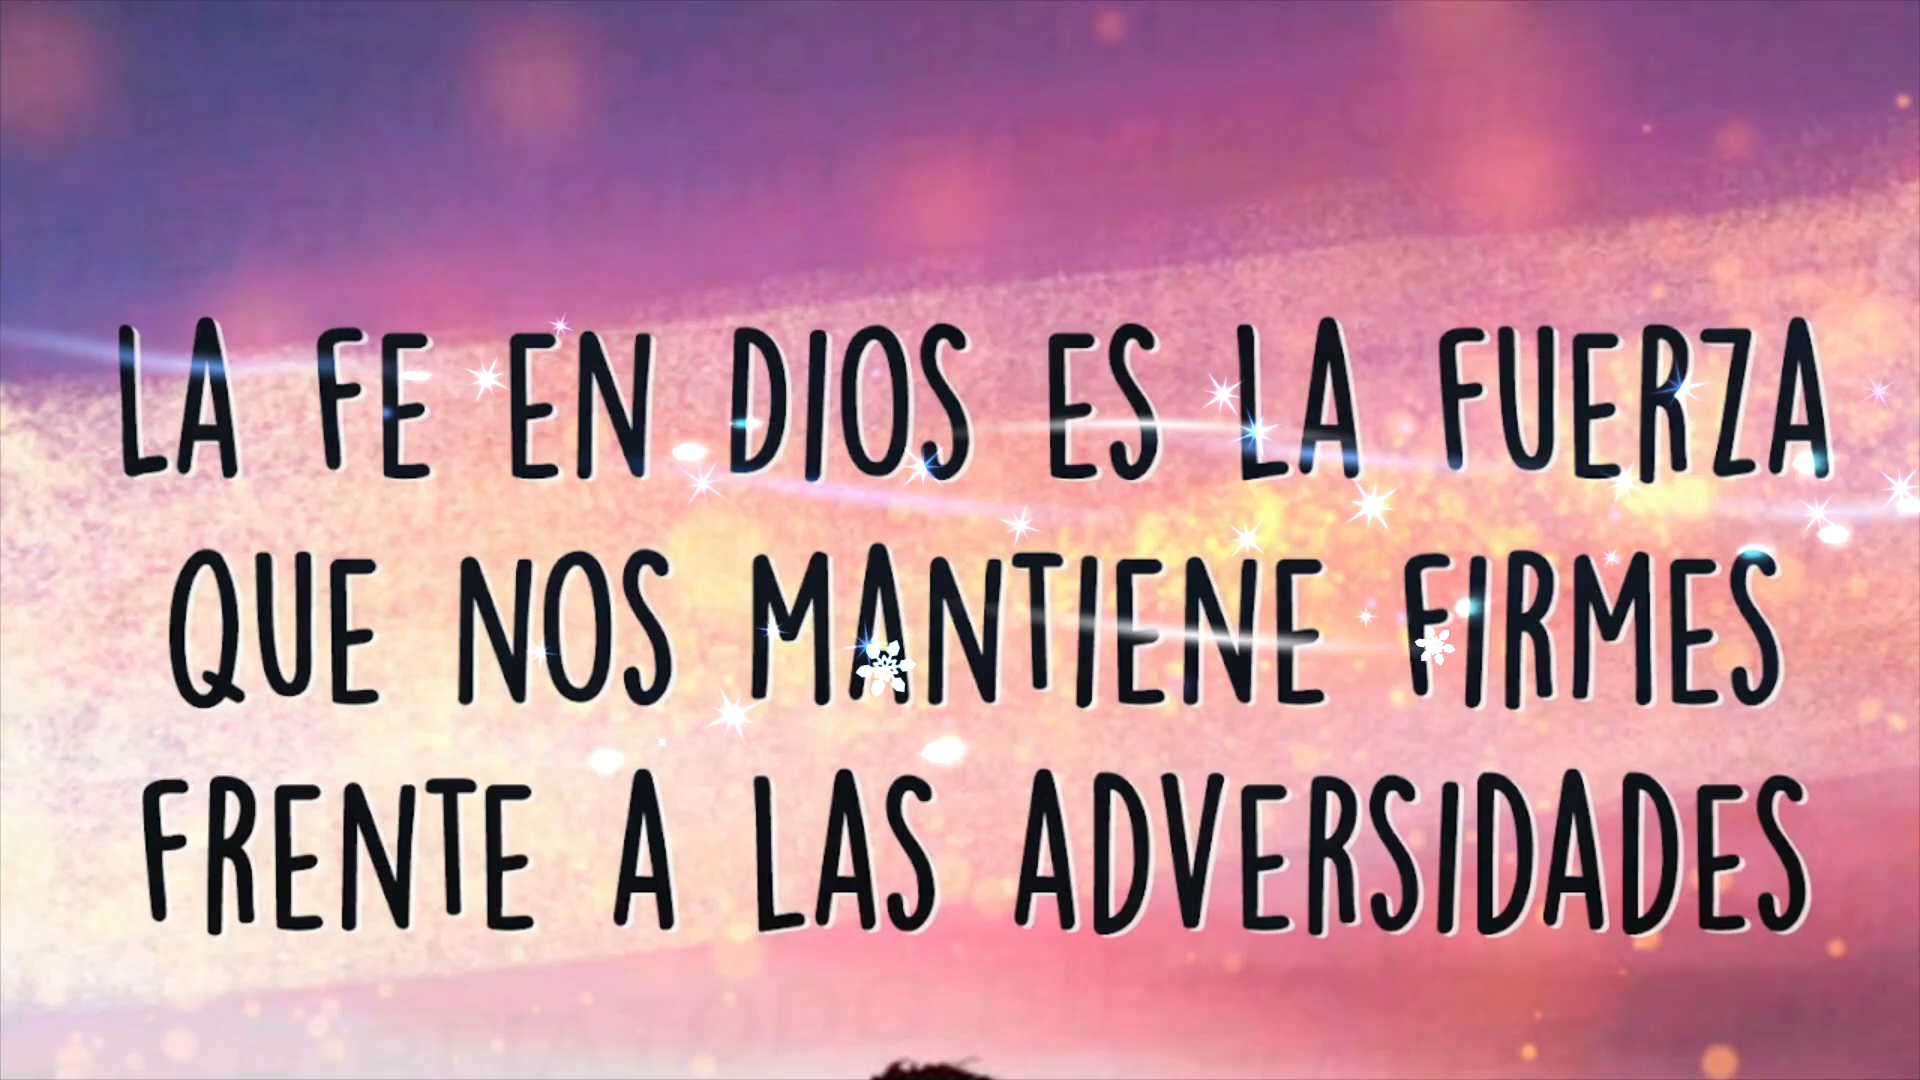 LA FE EN DIOS ES LA FUERZA
QUE NOS MANTIENE FIRMES
FRENTE A LAS ADVERSIDADES